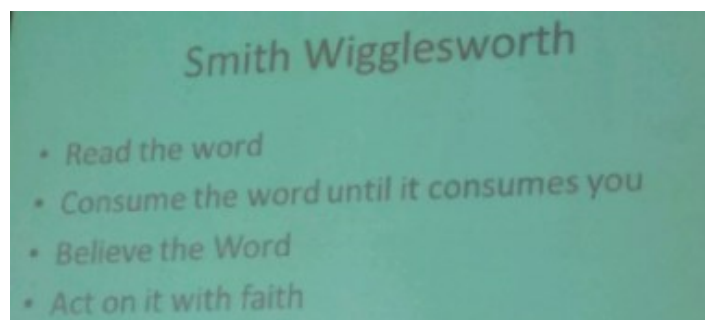 Smith Wigglesworth
• Read the word
• Consume the word until it consumes you
• Believe the Word
• Act on it with faith